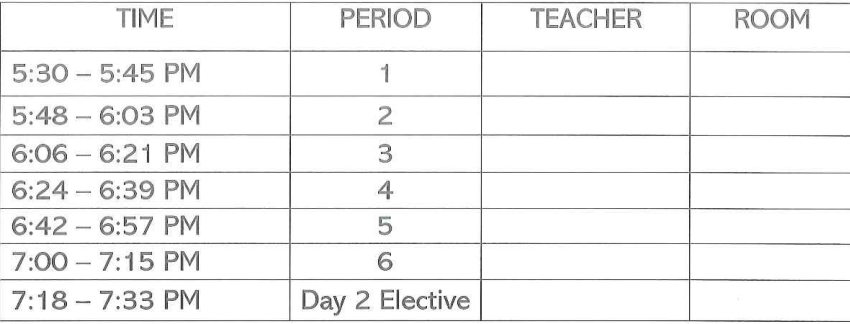 TIME PERIOD TEACHER ROOM
5:30 – 5:45 PM 1
5:48 – 6:03 PM 2
6:06 – 6:21 PM 3
6:24 – 6:39 PM 4
6:42 – 6:57 PM 5
7:00 – 7:15 PM 6
7:18 – 7:33 PM Day 2 Elective